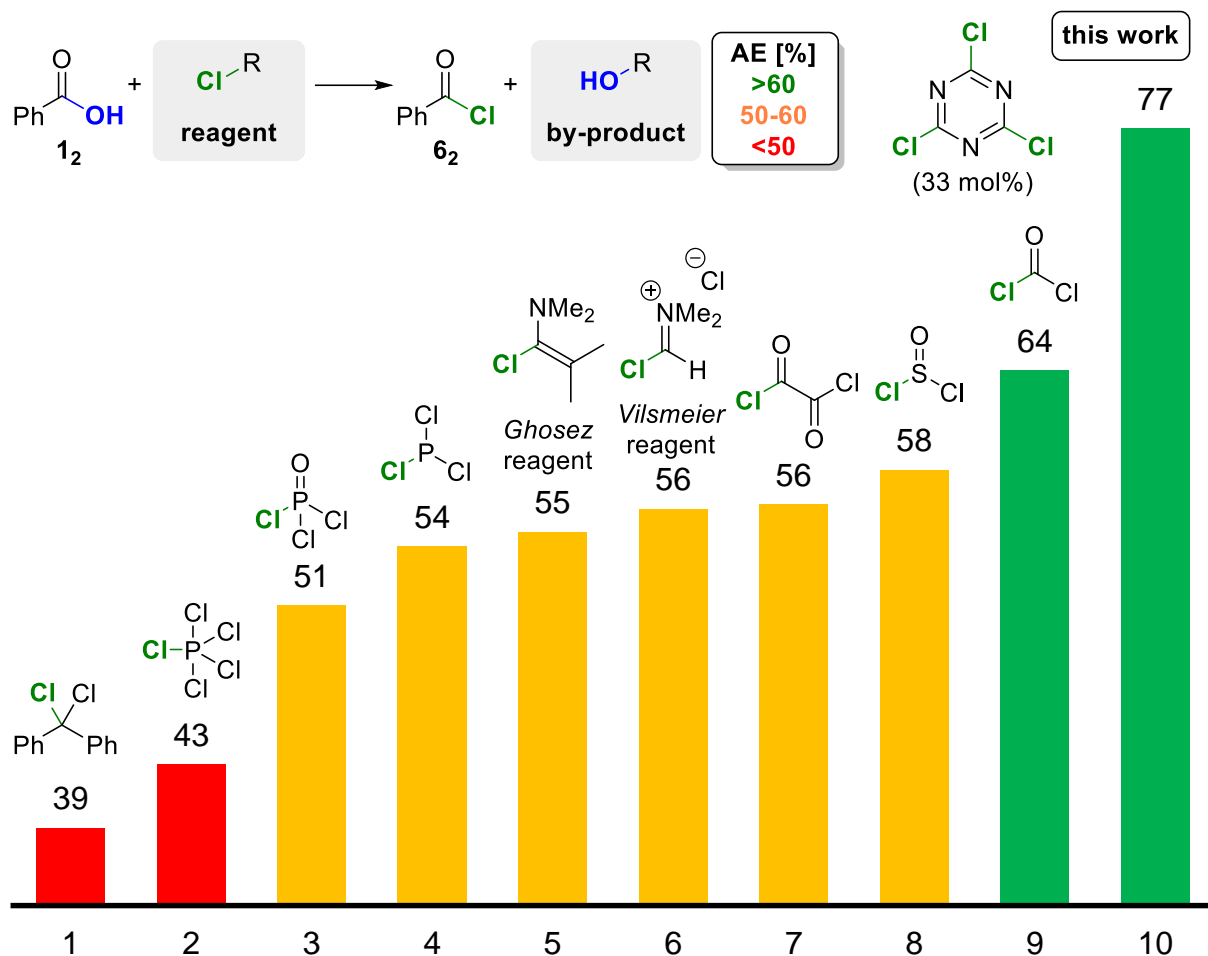 Ph
O
OH
1₂
+
Cl
R
reagent
Ph
O
Cl
6₂
+
HO
R
by-product
AE [%]
>60
50-60
<50
Cl
N
N
Cl
N
Cl
(33 mol%)
this work
77
O
Cl
Cl
64
O
S
Cl
Cl
58
O
Cl
Cl
O
56
⊖
Cl
⊕
NMe₂
Cl
H
Vilsmeier
reagent
56
NMe₂
Cl
Ghosez
reagent
55
Cl
P
Cl
Cl
54
O
P
Cl
Cl
Cl
51
Cl
Cl
Cl
P
Cl
Cl
43
Cl
Cl
Ph
Ph
39
1
2
3
4
5
6
7
8
9
10